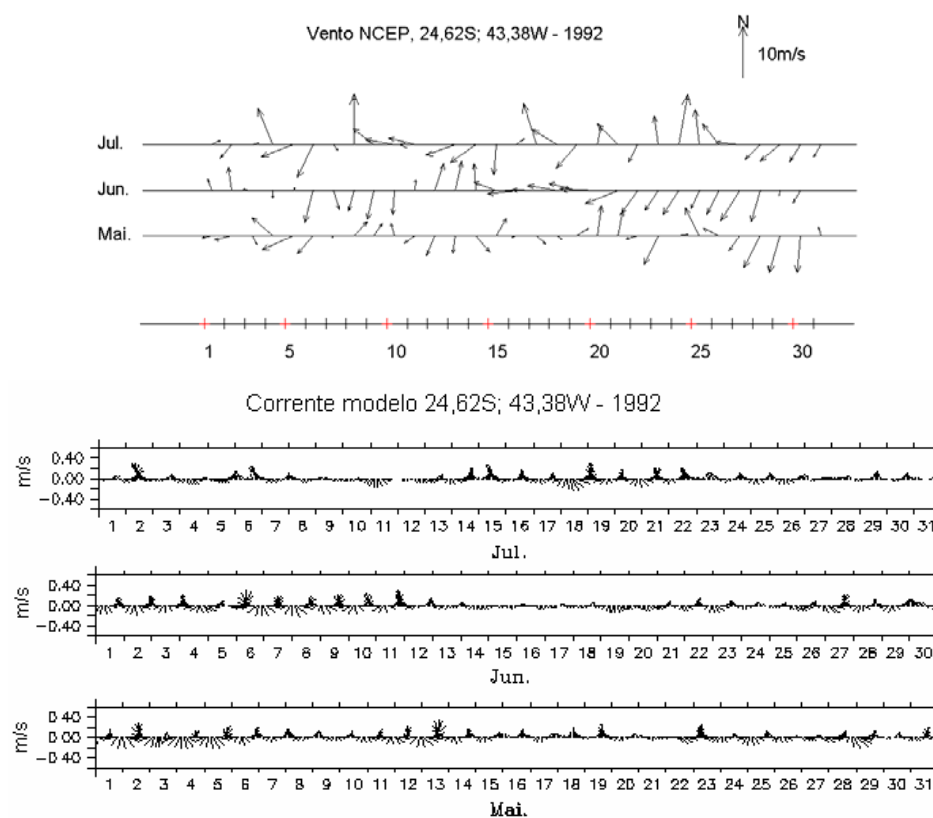 N
Vento NCEP, 24,62S; 43,38W - 1992
10m/s
Jul.
Jun.
Mai.
1 5 10 15 20 25 30
Corrente modelo 24,62S; 43,38W - 1992
m/s
0.40
0.00
-0.40
1 2 3 4 5 6 7 8 9 10 11 12 13 14 15 16 17 18 19 20 21 22 23 24 25 26 27 28 29 30 31
Jul.
m/s
0.40
0.00
-0.40
1 2 3 4 5 6 7 8 9 10 11 12 13 14 15 16 17 18 19 20 21 22 23 24 25 26 27 28 29 30
Jun.
m/s
0.40
0.00
-0.40
1 2 3 4 5 6 7 8 9 10 11 12 13 14 15 16 17 18 19 20 21 22 23 24 25 26 27 28 29 30 31
Mai.